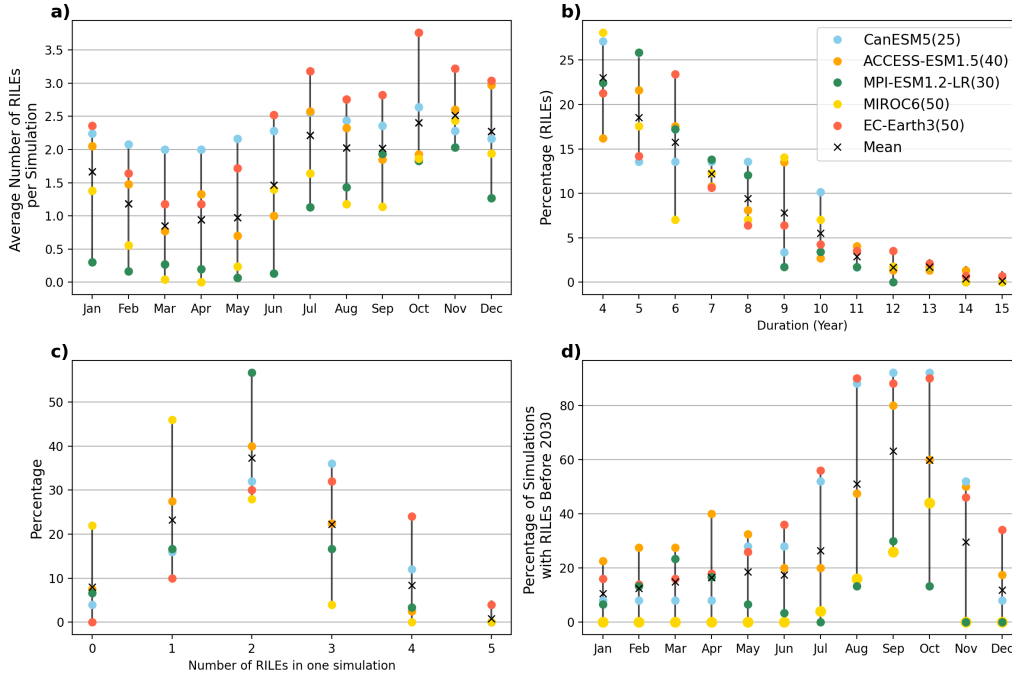 a)
Average Number of RILEs
per Simulation
3.5
3.0
2.5
2.0
1.5
1.0
0.5
0.0
Jan Feb Mar Apr May Jun Jul Aug Sep Oct Nov Dec
b)
Percentage (RILEs)
25
20
15
10
5
0
4 5 6 7 8 9 10 11 12 13 14 15
Duration (Year)
CanESM5(25)
ACCESS-ESM1.5(40)
MPI-ESM1.2-LR(30)
MIROC6(50)
EC-Earth3(50)
Mean
c)
Percentage
50
40
30
20
10
0
0 1 2 3 4 5
Number of RILEs in one simulation
d)
Percentage of Simulations
with RILEs Before 2030
80
60
40
20
0
Jan Feb Mar Apr May Jun Jul Aug Sep Oct Nov Dec